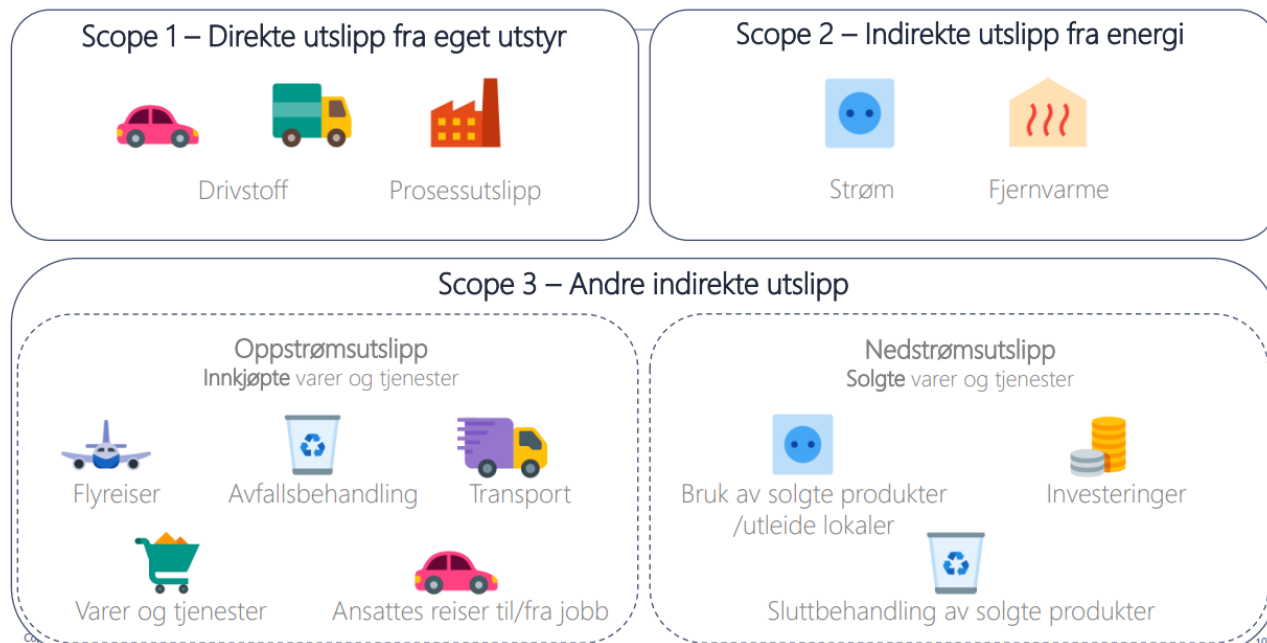 Scope 1 – Direkte utslipp fra eget utstyr
Drivstoff
Prosessutslipp
Scope 2 – Indirekte utslipp fra energi
Strøm
Fjernvarme
Scope 3 – Andre indirekte utslipp
Oppstrømsutslipp
Innkjøpte varer og tjenester
Flyreiser
Avfallsbehandling
Transport
Varer og tjenester
Ansattes reiser til/fra jobb
Nedstrømsutslipp
Solgte varer og tjenester
Bruk av solgte produkter
/utleide lokaler
Investeringer
Sluttbehandling av solgte produkter